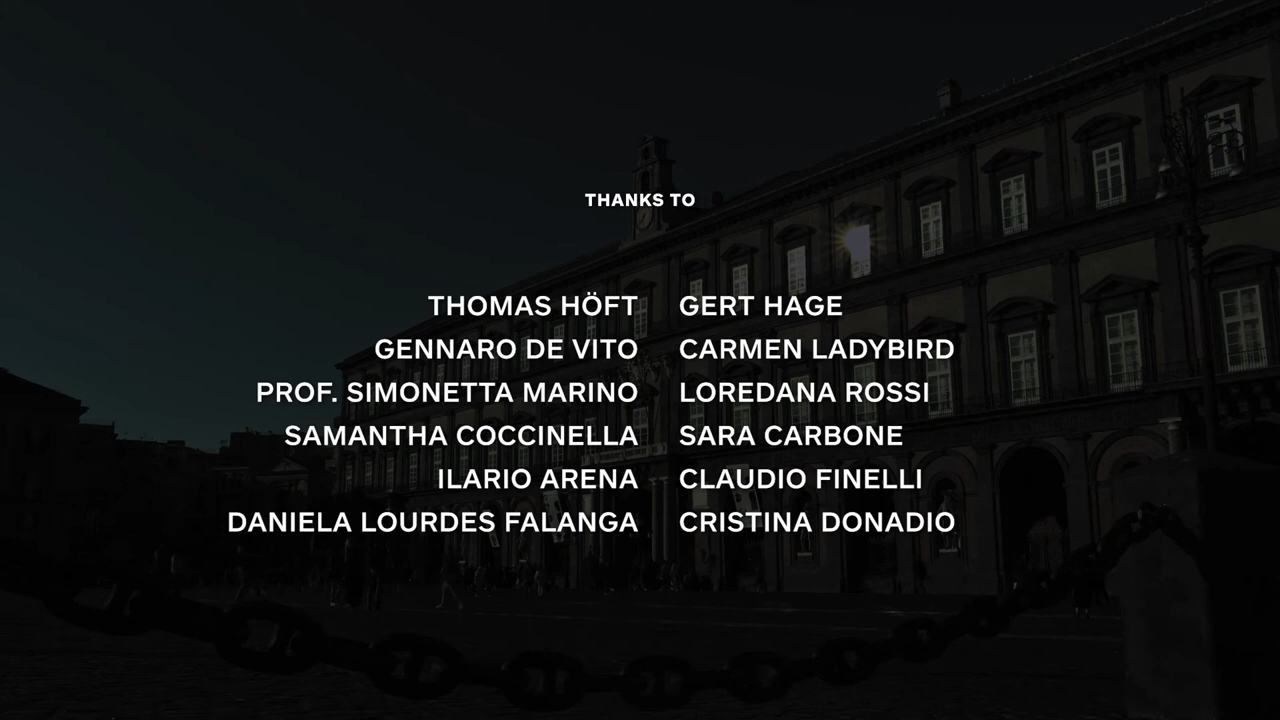 THANKS TO
THOMAS HÖFT GERT HAGE
GENNARO DE VITO CARMEN LADYBIRD
PROF. SIMONETTA MARINO LOREDANA ROSSI
SAMANTHA COCCINELLA SARA CARBONE
ILARIO ARENA CLAUDIO FINELLI
DANIELA LOURDES FALANGA CRISTINA DONADIO